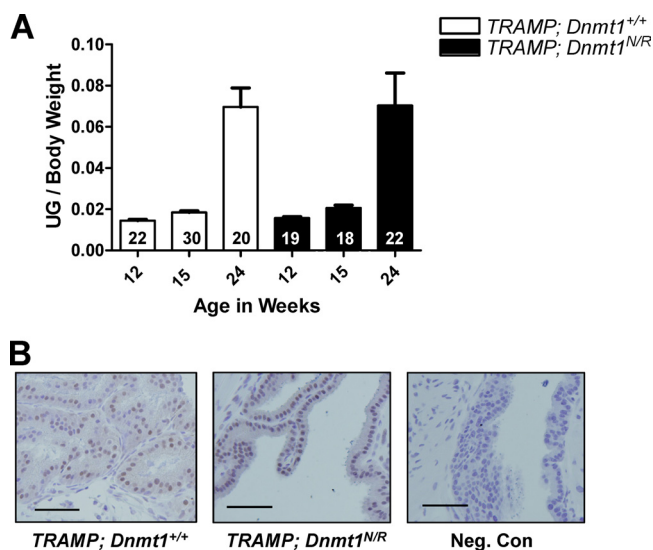 A
TRAMP; Dnmt1+/+
TRAMP; Dnmt1N/R
UG / Body Weight
0.10
0.08
0.06
0.04
0.02
0.00
22 30 20 19 18 22
12 15 24 12 15 24
Age in Weeks
B
TRAMP; Dnmt1+/+ TRAMP; Dnmt1N/R Neg. Con